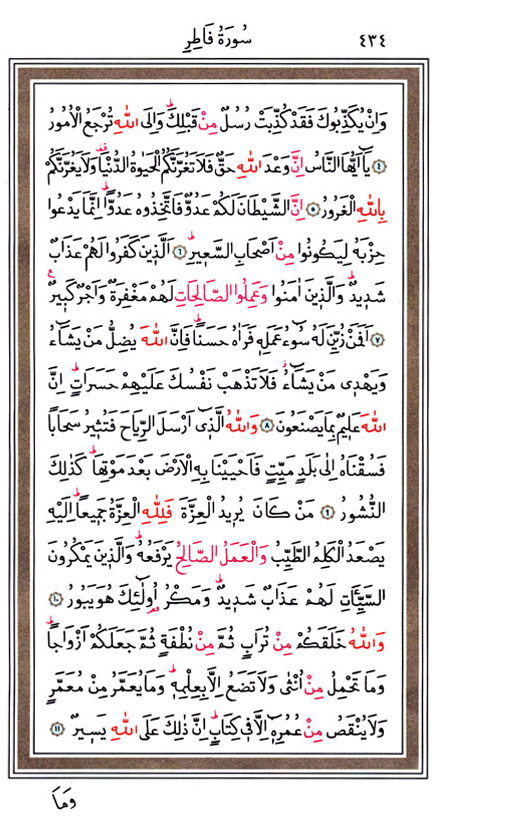 ٤٣٤ سُورَةُ فَاطِرٍ
وَاِنْ يُكَذِّبُوكَ فَقَدْ كُذِّبَتْ رُسُلٌ مِنْ قَبْلِكَۜ وَاِلَى اللّٰهِ تُرْجَعُ الْاُمُورُ
﴿٤﴾ يَٓا اَيُّهَا النَّاسُ اِنَّ وَعْدَ اللّٰهِ حَقٌّ فَلَا تَغُرَّنَّكُمُ الْحَيٰوةُ الدُّنْيَا۠ وَلَا يَغُرَّنَّكُمْ
بِاللّٰهِ الْغَرُورُ ﴿٥﴾ اِنَّ الشَّيْطَانَ لَكُمْ عَدُوٌّ فَاتَّخِذُوهُ عَدُوًّاۜ اِنَّمَا يَدْعُوا
حِزْبَهُ لِيَكُونُوا مِنْ اَصْحَابِ السَّعٖيرِۜ ﴿٦﴾ اَلَّذٖينَ كَفَرُوا لَهُمْ عَذَابٌ
شَدٖيدٌۜ وَالَّذٖينَ اٰمَنُوا وَعَمِلُوا الصَّالِحَاتِ لَهُمْ مَغْفِرَةٌ وَاَجْرٌ كَبٖيرٌ
﴿٧﴾ اَفَمَنْ زُيِّنَ لَهُ سُٓوءُ عَمَلِهٖ فَرَاٰهُ حَسَنًاۜ فَاِنَّ اللّٰهَ يُضِلُّ مَنْ يَشَٓاءُ
وَيَهْدٖى مَنْ يَشَٓاءُۘ فَلَا تَذْهَبْ نَفْسُكَ عَلَيْهِمْ حَسَرَاتٍۜ اِنَّ
اللّٰهَ عَلٖيمٌ بِمَا يَصْنَعُونَ ﴿٨﴾ وَاللّٰهُ الَّذٖٓى اَرْسَلَ الرِّيَاحَ فَتُثٖيرُ سَحَابًا
فَسُقْنَاهُ اِلٰى بَلَدٍ مَيِّتٍ فَاَحْيَيْنَا بِهِ الْاَرْضَ بَعْدَ مَوْتِهَاۜ كَذٰلِكَ
النُّشُورُ ﴿٩﴾ مَنْ كَانَ يُرٖيدُ الْعِزَّةَ فَلِلّٰهِ الْعِزَّةُ جَمٖيعًاۜ اِلَيْهِ
يَصْعَدُ الْكَلِمُ الطَّيِّبُ وَالْعَمَلُ الصَّالِحُ يَرْفَعُهُۜ وَالَّذٖينَ يَمْكُرُونَ
السَّيِّـَٔاتِ لَهُمْ عَذَابٌ شَدٖيدٌۜ وَمَكْرُ اُو۬لٰٓئِكَ هُوَ يَبُورُ ﴿١٠﴾
وَاللّٰهُ خَلَقَكُمْ مِنْ تُرَابٍ ثُمَّ مِنْ نُطْفَةٍ ثُمَّ جَعَلَكُمْ اَزْوَاجًاۜ
وَمَا تَحْمِلُ مِنْ اُنْثٰى وَلَا تَضَعُ اِلَّا بِعِلْمِهٖۜ وَمَا يُعَمَّرُ مِنْ مُعَمَّرٍ
وَلَا يُنْقَصُ مِنْ عُمُرِهٖٓ اِلَّا فٖى كِتَابٍۜ اِنَّ ذٰلِكَ عَلَى اللّٰهِ يَسٖيرٌ ﴿١١﴾
وَمَا